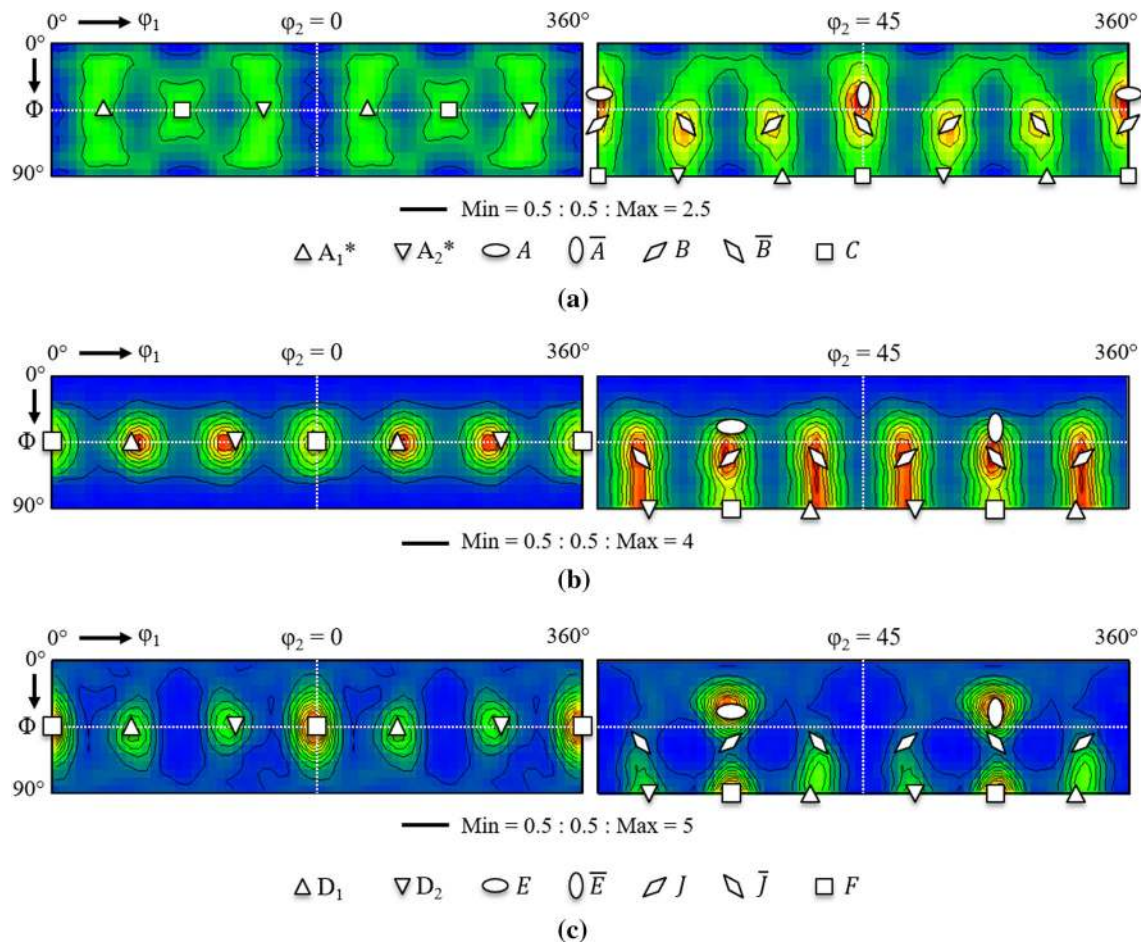 0° φ₁ φ₂ = 0 360° φ₂ = 45 360°
0°
Φ
90°
Min = 0.5 : 0.5 : Max = 2.5
A₁* A₂* A A̅ B B̅ C
(a)
0° φ₁ φ₂ = 0 360° φ₂ = 45 360°
0°
Φ
90°
Min = 0.5 : 0.5 : Max = 4
(b)
0° φ₁ φ₂ = 0 360° φ₂ = 45 360°
0°
Φ
90°
Min = 0.5 : 0.5 : Max = 5
D₁ D₂ E E̅ J J̅ F
(c)